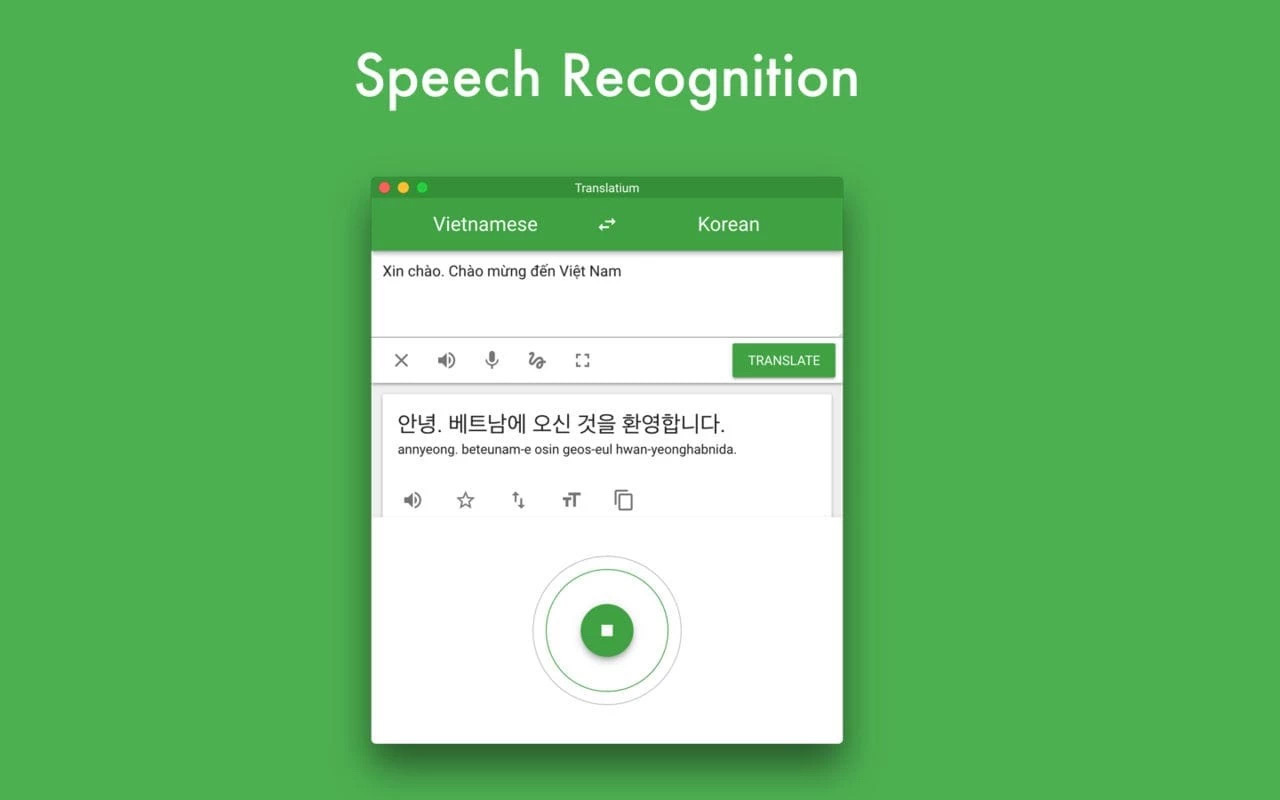 Speech Recognition
Translatium
Vietnamese
Korean
Xin chào. Chào mừng đến Việt Nam
TRANSLATE
안녕. 베트남에 오신 것을 환영합니다.
annyeong. beteunam-e osin geos-eul hwan-yeonghabnida.